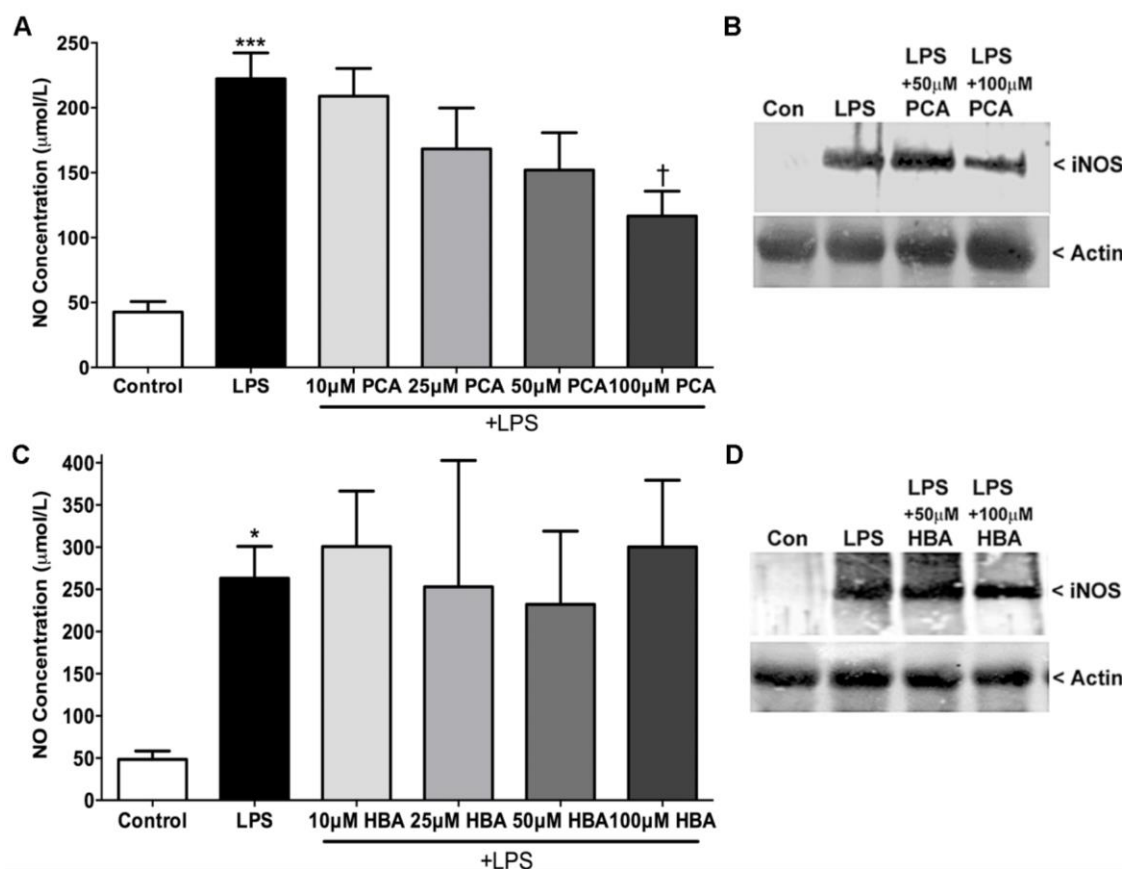 A
NO Concentration (µmol/L)
250
200
150
100
50
0
***
†
Control
LPS
10µM PCA
25µM PCA
50µM PCA
100µM PCA
+LPS
B
Con
LPS
LPS
+50µM
PCA
LPS
+100µM
PCA
< iNOS
< Actin
C
NO Concentration (µmol/L)
400
350
300
250
200
150
100
50
0
*
Control
LPS
10µM HBA
25µM HBA
50µM HBA
100µM HBA
+LPS
D
Con
LPS
LPS
+50µM
HBA
LPS
+100µM
HBA
< iNOS
< Actin